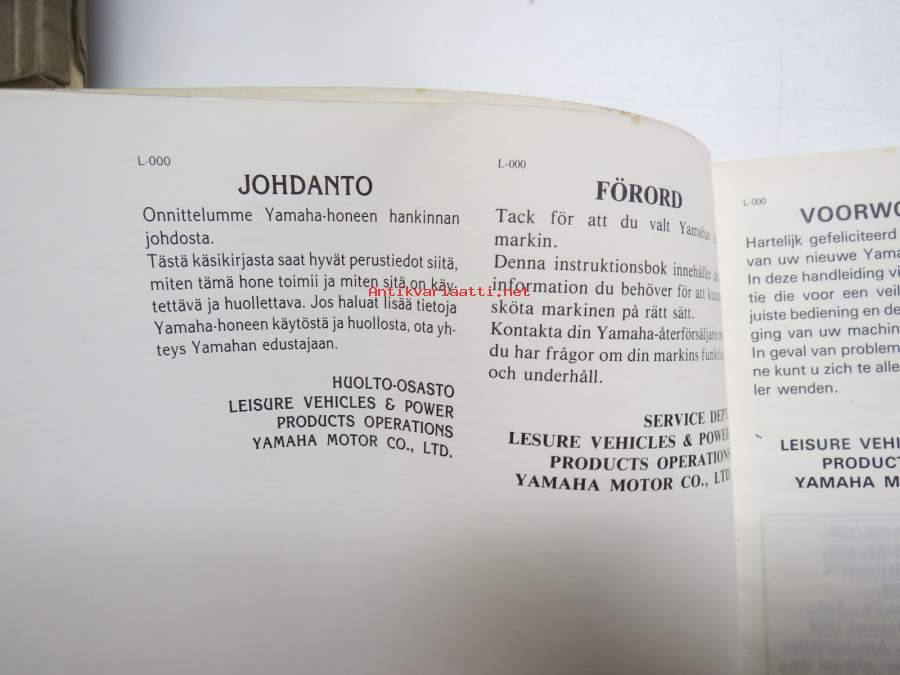 L-000
JOHDANTO
Onnittelumme Yamaha-honeen hankinnan
johdosta.
Tästä käsikirjasta saat hyvät perustiedot siitä,
miten tämä hone toimii ja miten sitä on käy-
tettävä ja huollettava. Jos haluat lisää tietoja
Yamaha-honeen käytöstä ja huollosta, ota yh-
teys Yamahan edustajaan.
HUOLTO-OSASTO
LEISURE VEHICLES & POWER
PRODUCTS OPERATIONS
YAMAHA MOTOR CO., LTD.
L-000
FÖRORD
Tack för att du valt Yamahas
markin.
Denna instruktionsbok innehåller
information du behöver för att
sköta markinen på rätt sätt.
Kontakta din Yamaha-återförsäljare
du har frågor om din markins
och underhåll.
SERVICE DEPT
LESURE VEHICLES & POWER
PRODUCTS OPERATIONS
YAMAHA MOTOR CO., LTD.
L-000
VOORWO
Hartelijk gefeliciteerd
van uw nieuwe Yama
In deze handleiding vi
tie die voor een veil
juiste bediening en de
ging van uw machin
In geval van problem
ne kunt u zich te alle
ler wenden.
LEISURE VEHI
PRODUCT
YAMAHA M
Antikvariaatti.net